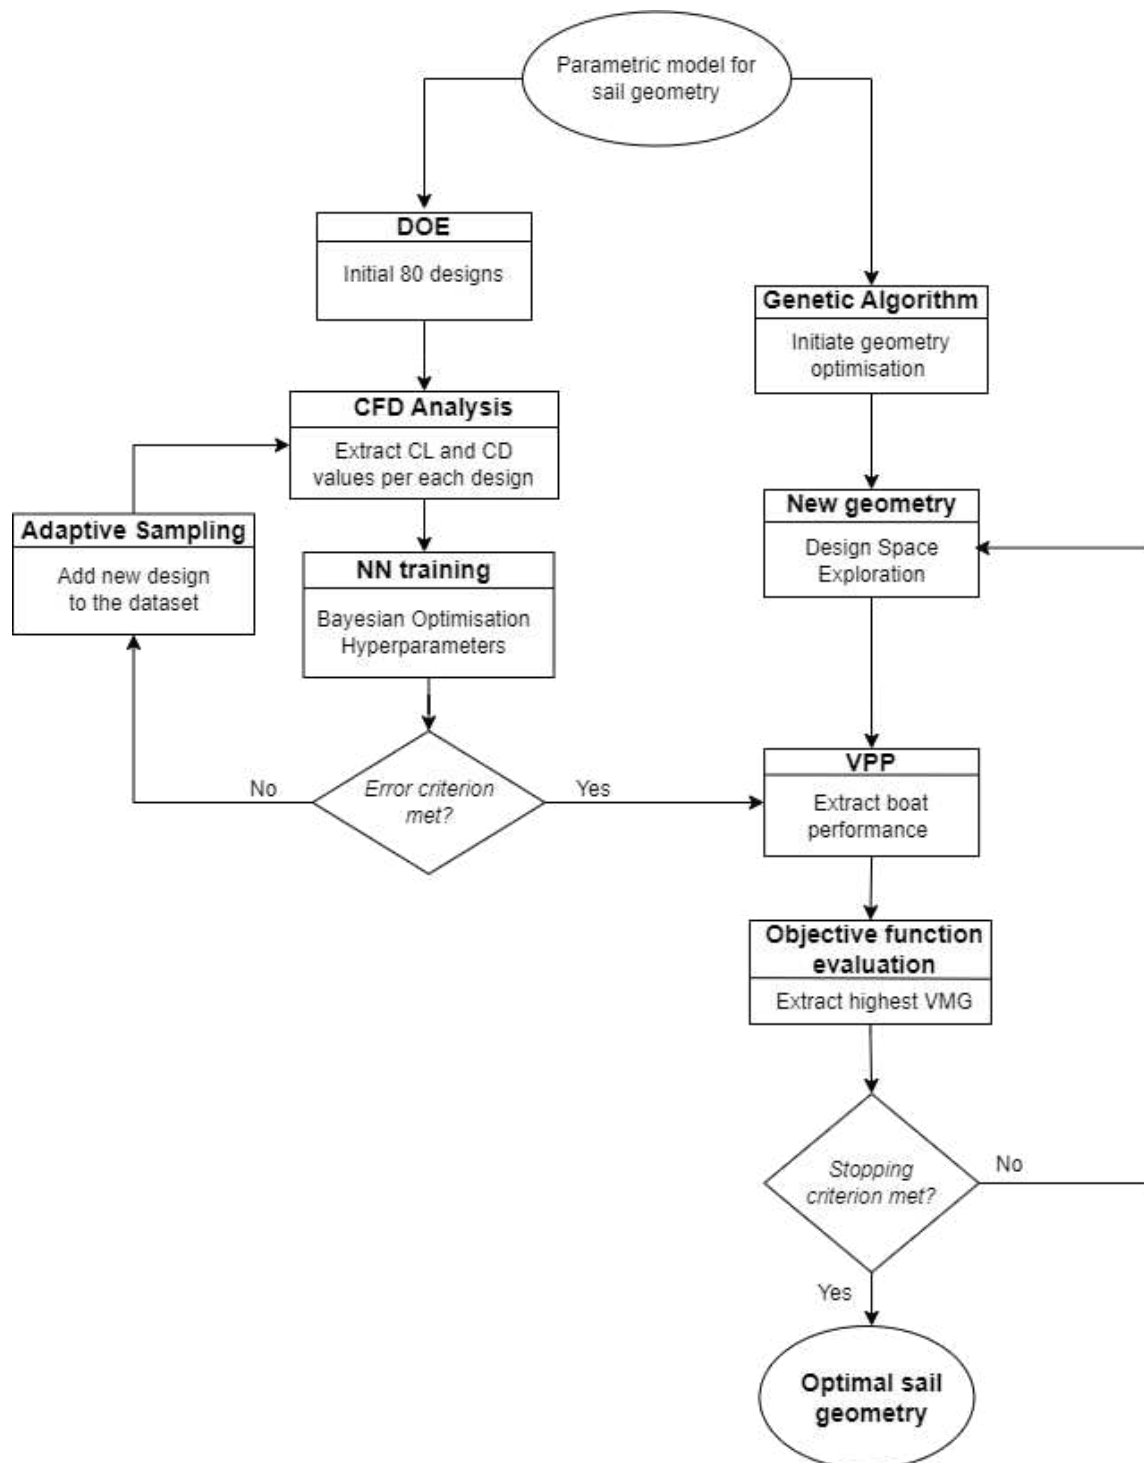 Parametric model for
sail geometry
DOE
Initial 80 designs
Genetic Algorithm
Initiate geometry
optimisation
CFD Analysis
Extract CL and CD
values per each design
Adaptive Sampling
Add new design
to the dataset
New geometry
Design Space
Exploration
NN training
Bayesian Optimisation
Hyperparameters
No
Error criterion
met?
Yes
VPP
Extract boat
performance
Objective function
evaluation
Extract highest VMG
Stopping
criterion met?
No
Yes
Optimal sail
geometry